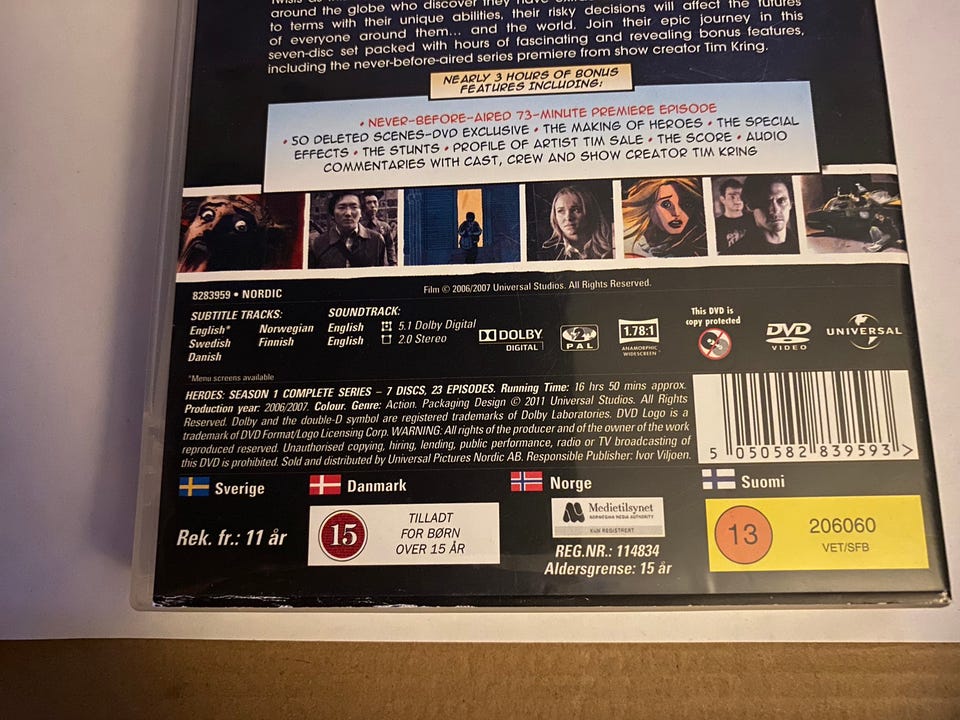 around the globe who discover they have
to terms with their unique abilities, their risky decisions will affect the futures
of everyone around them... and the world. Join their epic journey in this
seven-disc set packed with hours of fascinating and revealing bonus features,
including the never-before-aired series premiere from show creator Tim Kring.
NEARLY 3 HOURS OF BONUS
FEATURES INCLUDING:
• NEVER-BEFORE-AIRED 73-MINUTE PREMIERE EPISODE
• 50 DELETED SCENES-DVD EXCLUSIVE • THE MAKING OF HEROES • THE SPECIAL
EFFECTS • THE STUNTS • PROFILE OF ARTIST TIM SALE • THE SCORE • AUDIO
COMMENTARIES WITH CAST, CREW AND SHOW CREATOR TIM KRING
8283959 • NORDIC
Film © 2006/2007 Universal Studios. All Rights Reserved.
SUBTITLE TRACKS:
English* Norwegian
Swedish Finnish
Danish
*Menu screens available
SOUNDTRACK:
English 5.1 Dolby Digital
English 2.0 Stereo
DOLBY
DIGITAL
PAL
1.78:1
ANAMORPHIC
WIDESCREEN
This DVD is
copy protected
DVD
VIDEO
UNIVERSAL
HEROES: SEASON 1 COMPLETE SERIES – 7 DISCS, 23 EPISODES. Running Time: 16 hrs 50 mins approx.
Production year: 2006/2007. Colour. Genre: Action. Packaging Design © 2011 Universal Studios. All Rights
Reserved. Dolby and the double-D symbol are registered trademarks of Dolby Laboratories. DVD Logo is a
trademark of DVD Format/Logo Licensing Corp. WARNING: All rights of the producer and of the owner of the work
reproduced reserved. Unauthorised copying, hiring, lending, public performance, radio or TV broadcasting of
this DVD is prohibited. Sold and distributed by Universal Pictures Nordic AB. Responsible Publisher: Ivor Viljoen.
5 050582 839593 >
Sverige
Rek. fr.: 11 år
Danmark
15
TILLADT
FOR BØRN
OVER 15 ÅR
Norge
Medietilsynet
NORWEGIAN MEDIA AUTHORITY
KUN REGISTRERT
REG.NR.: 114834
Aldersgrense: 15 år
Suomi
13
206060
VET/SFB